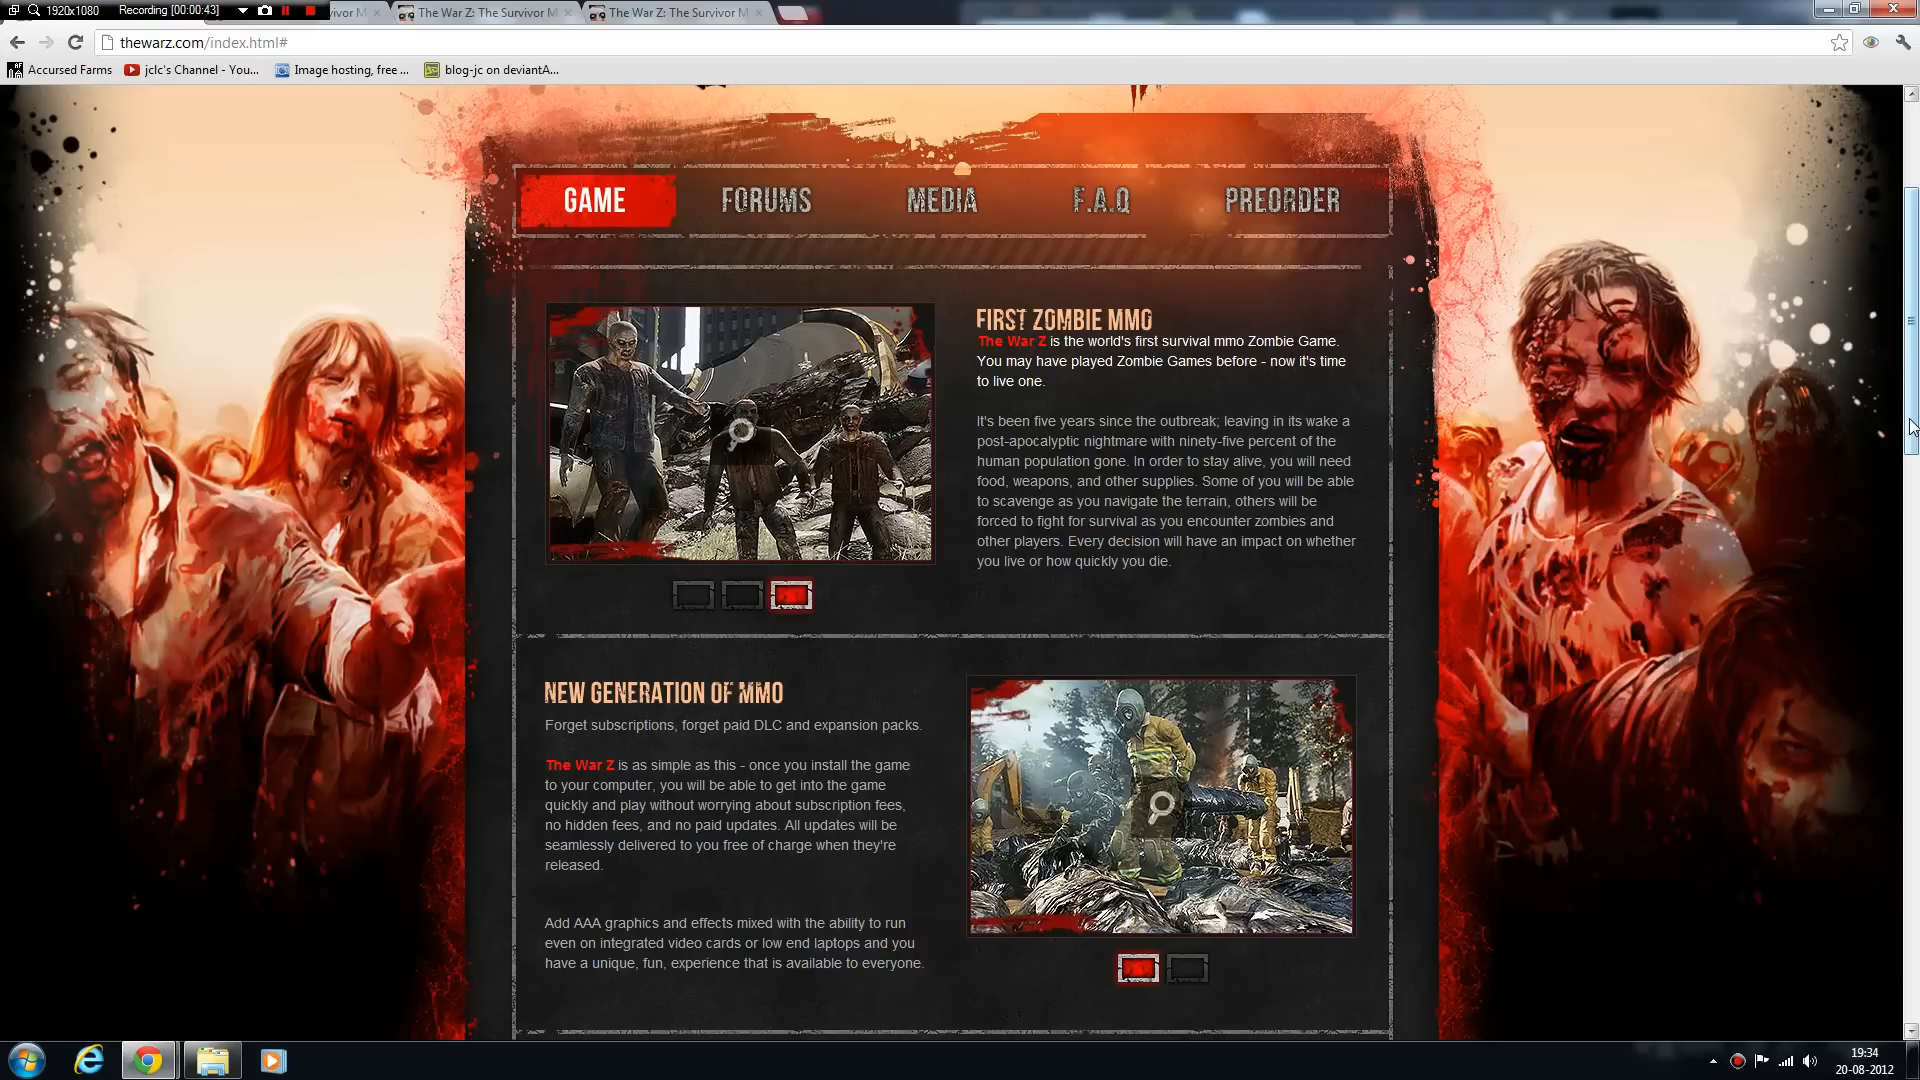 1920x1080 Recording [00:00:43]
ivor M
The War Z: The Survivor M
The War Z: The Survivor M
thewarz.com/index.html#
Accursed Farms
jclc's Channel - You...
Image hosting, free ...
blog-jc on deviantA...
GAME
FORUMS
MEDIA
F.A.Q
PREORDER
FIRST ZOMBIE MMO
The War Z is the world's first survival mmo Zombie Game.
You may have played Zombie Games before - now it's time
to live one.
It's been five years since the outbreak; leaving in its wake a
post-apocalyptic nightmare with ninety-five percent of the
human population gone. In order to stay alive, you will need
food, weapons, and other supplies. Some of you will be able
to scavenge as you navigate the terrain, others will be
forced to fight for survival as you encounter zombies and
other players. Every decision will have an impact on whether
you live or how quickly you die.
NEW GENERATION OF MMO
Forget subscriptions, forget paid DLC and expansion packs.
The War Z is as simple as this - once you install the game
to your computer, you will be able to get into the game
quickly and play without worrying about subscription fees,
no hidden fees, and no paid updates. All updates will be
seamlessly delivered to you free of charge when they're
released.
Add AAA graphics and effects mixed with the ability to run
even on integrated video cards or low end laptops and you
have a unique, fun, experience that is available to everyone.
19:34
20-08-2012